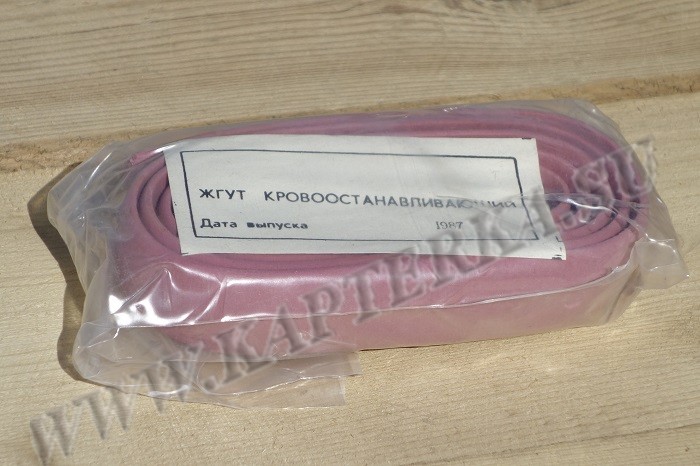 ЖГУТ КРОВООСТАНАВЛИВАЮЩИЙ
Дата выпуска 1987
WWW.KAPTERKA.SU